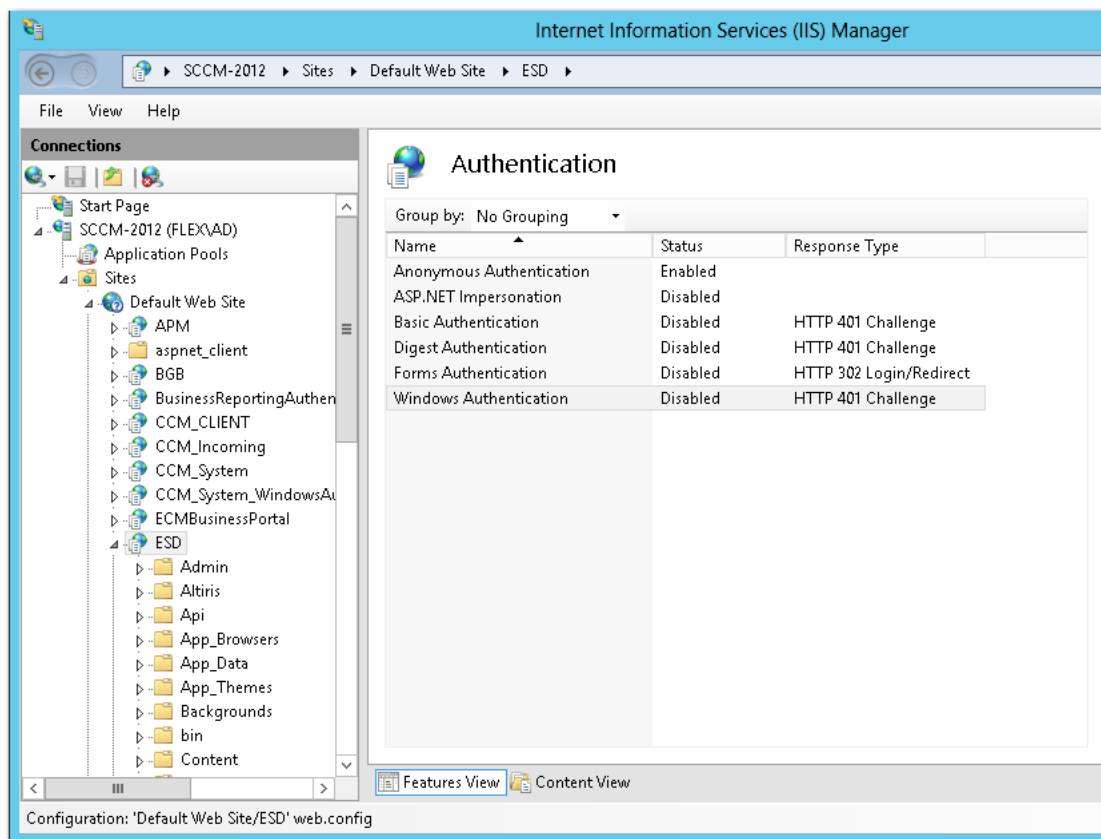 Internet Information Services (IIS) Manager
SCCM-2012 Sites Default Web Site ESD
File View Help
Connections
Start Page
SCCM-2012 (FLEX\AD)
Application Pools
Sites
Default Web Site
APM
aspnet_client
BGB
BusinessReportingAuthen
CCM_CLIENT
CCM_Incoming
CCM_System
CCM_System_WindowsAu
ECMBusinessPortal
ESD
Admin
Altiris
Api
App_Browsers
App_Data
App_Themes
Backgrounds
bin
Content
Authentication
Group by: No Grouping
Name Status Response Type
Anonymous Authentication Enabled
ASP.NET Impersonation Disabled
Basic Authentication Disabled HTTP 401 Challenge
Digest Authentication Disabled HTTP 401 Challenge
Forms Authentication Disabled HTTP 302 Login/Redirect
Windows Authentication Disabled HTTP 401 Challenge
Features View Content View
Configuration: 'Default Web Site/ESD' web.config